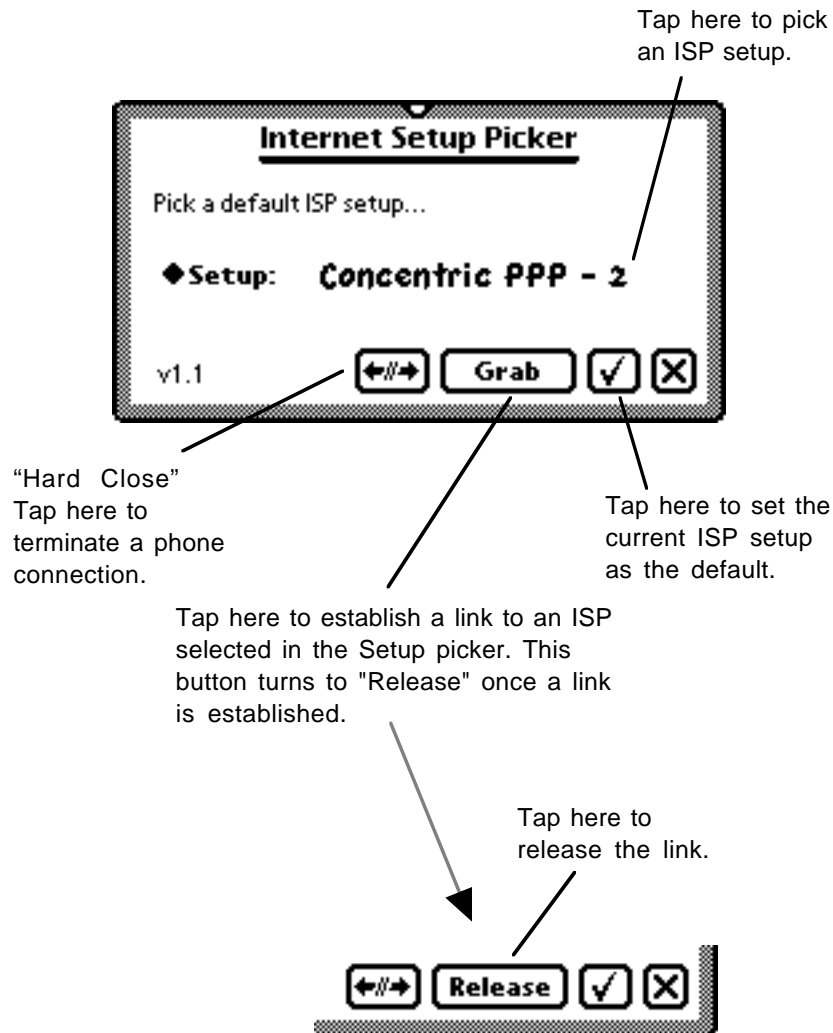 Tap here to pick
an ISP setup.
Internet Setup Picker
Pick a default ISP setup...
◆Setup: Concentric PPP - 2
v1.1 Grab
“Hard Close”
Tap here to
terminate a phone
connection.
Tap here to set the
current ISP setup
as the default.
Tap here to establish a link to an ISP
selected in the Setup picker. This
button turns to "Release" once a link
is established.
Tap here to
release the link.
Release